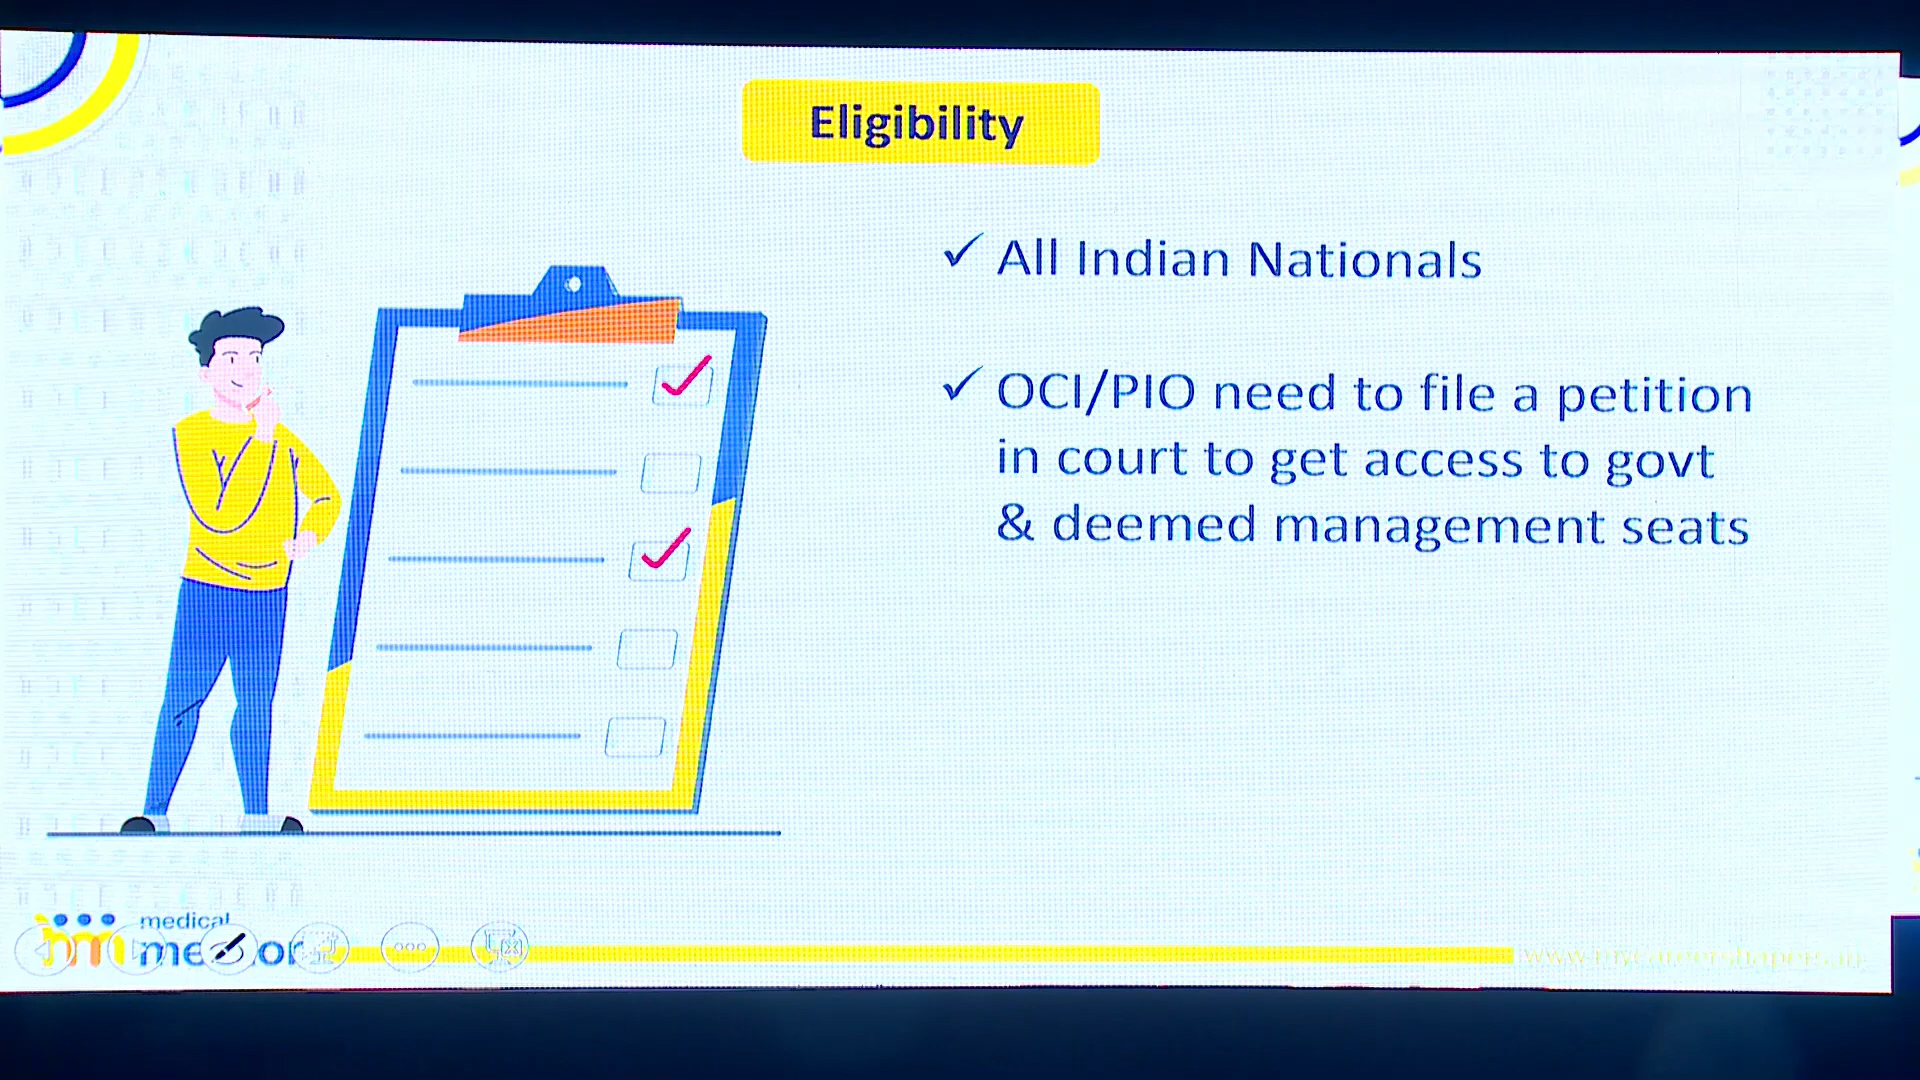 Eligibility
✓ All Indian Nationals
✓ OCI/PIO need to file a petition
in court to get access to govt
& deemed management seats
medical